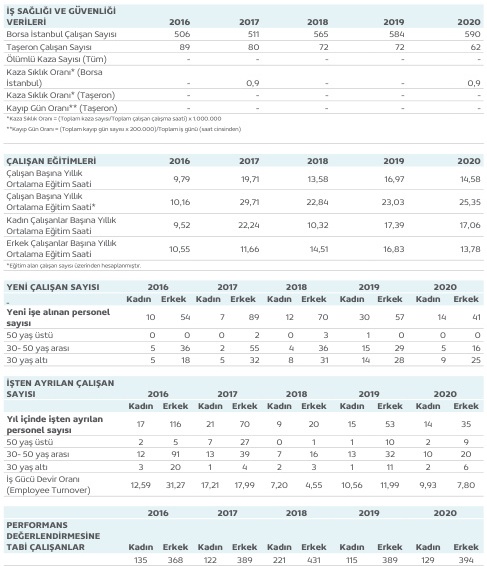 İŞ SAĞLIĞI VE GÜVENLİĞİ
VERİLERİ 2016 2017 2018 2019 2020
Borsa İstanbul Çalışan Sayısı 506 511 565 584 590
Taşeron Çalışan Sayısı 89 80 72 72 62
Ölümlü Kaza Sayısı (Tüm) - - - - -
Kaza Sıklık Oranı* (Borsa
İstanbul) - 0,9 - - 0,9
Kaza Sıklık Oranı* (Taşeron) - - - - -
Kayıp Gün Oranı** (Taşeron) - - - - -
*Kaza Sıklık Oranı = (Toplam kaza sayısı/Toplam çalışan çalışma saati) x 1.000.000
**Kayıp Gün Oranı = (Toplam kayıp gün sayısı x 200.000)/Toplam iş günü (saat cinsinden)
ÇALIŞAN EĞİTİMLERİ 2016 2017 2018 2019 2020
Çalışan Başına Yıllık
Ortalama Eğitim Saati 9,79 19,71 13,58 16,97 14,58
Çalışan Başına Yıllık
Ortalama Eğitim Saati* 10,16 29,71 22,84 23,03 25,35
Kadın Çalışanlar Başına Yıllık
Ortalama Eğitim Saati 9,52 22,24 10,32 17,39 17,06
Erkek Çalışanlar Başına Yıllık
Ortalama Eğitim Saati 10,55 11,66 14,51 16,83 13,78
*Eğitim alan çalışan sayısı üzerinden hesaplanmıştır.
YENİ ÇALIŞAN SAYISI 2016 2017 2018 2019 2020
- Kadın Erkek Kadın Erkek Kadın Erkek Kadın Erkek Kadın Erkek
Yeni işe alınan personel
sayısı 10 54 7 89 12 70 30 57 14 41
50 yaş üstü 0 0 0 2 0 3 1 0 0 0
30- 50 yaş arası 5 36 2 55 4 36 15 29 5 16
30 yaş altı 5 18 5 32 8 31 14 28 9 25
İŞTEN AYRILAN ÇALIŞAN
SAYISI 2016 2017 2018 2019 2020
Kadın Erkek Kadın Erkek Kadın Erkek Kadın Erkek Kadın Erkek
Yıl içinde işten ayrılan
personel sayısı 17 116 21 70 9 20 15 53 14 35
50 yaş üstü 2 5 7 27 0 1 1 10 2 9
30- 50 yaş arası 12 91 13 39 7 16 13 32 10 20
30 yaş altı 3 20 1 4 2 3 1 11 2 6
İş Gücü Devir Oranı
(Employee Turnover) 12,59 31,27 17,21 17,99 7,20 4,55 10,56 11,99 9,93 7,80
2016 2017 2018 2019 2020
PERFORMANS
DEĞERLENDİRMESİNE
TABİ ÇALIŞANLAR Kadın Erkek Kadın Erkek Kadın Erkek Kadın Erkek Kadın Erkek
135 368 122 389 221 431 115 389 129 394